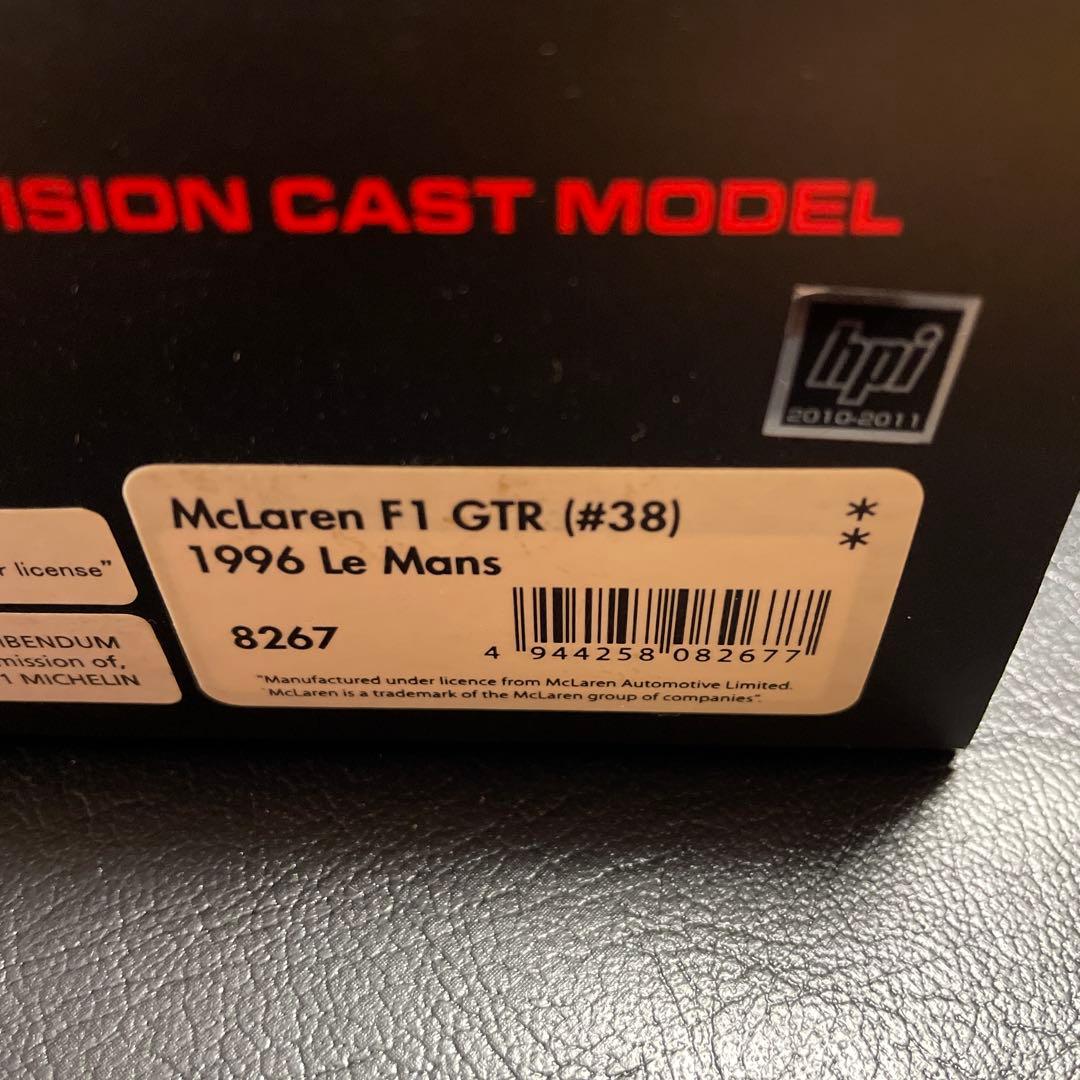 ISION CAST MODEL
hpi
2010-2011
McLaren F1 GTR (#38)
**
1996 Le Mans
8267
4 944258 082677
"Manufactured under licence from McLaren Automotive Limited.
McLaren is a trademark of the McLaren group of companies".
r license"
IBENDUM
mission of,
1 MICHELIN